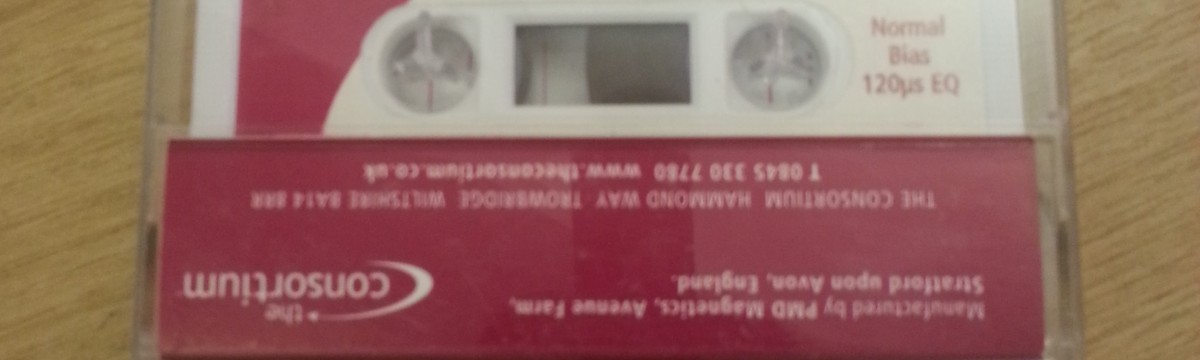 Normal
Bias
120µs EQ
Manufactured by PMD Magnetics, Avenue Farm,
Stratford upon Avon, England.
the
consortium
THE CONSORTIUM HAMMOND WAY TROWBRIDGE WILTSHIRE BA14 8RR
T 0845 330 7780 www.theconsortium.co.uk